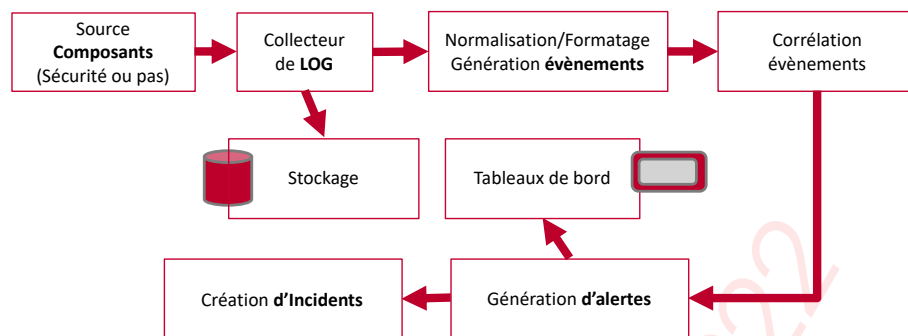 Source
Composants
(Sécurité ou pas)
Collecteur
de LOG
Normalisation/Formatage
Génération évènements
Corrélation
évènements
Stockage
Tableaux de bord
Création d'Incidents
Génération d'alertes
22